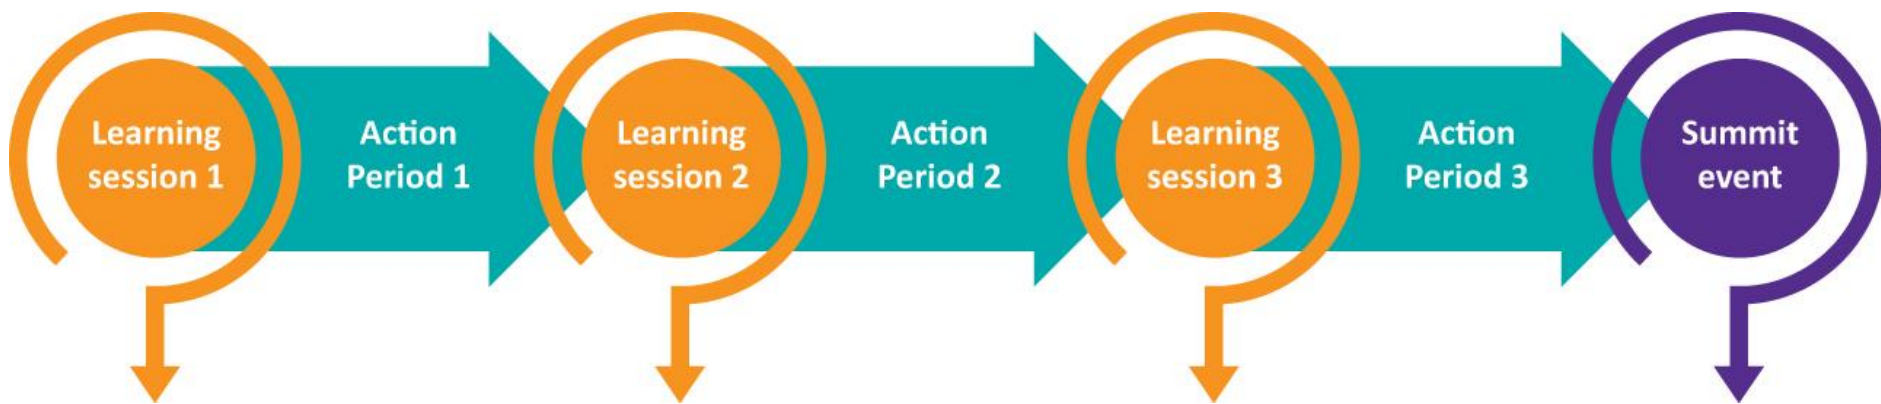 Learning
session 1
Action
Period 1
Learning
session 2
Action
Period 2
Learning
session 3
Action
Period 3
Summit
event